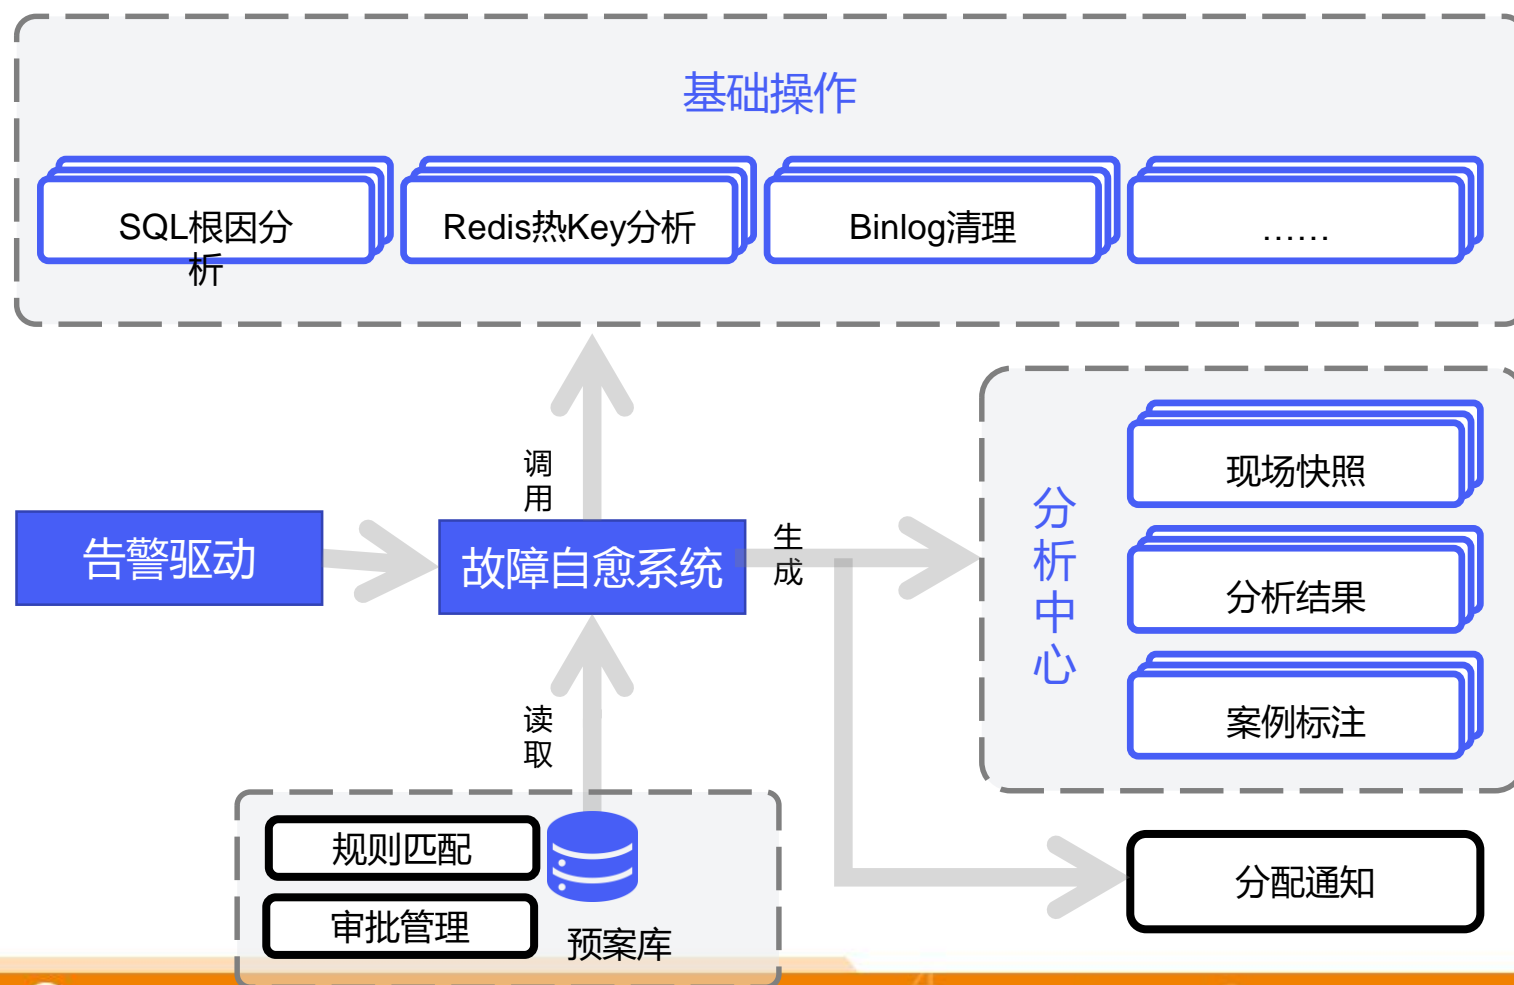 基础操作
SQL根因分
析
Redis热Key分析
Binlog清理
……
调
用
告警驱动
故障自愈系统
生
成
分
析
中
心
现场快照
分析结果
案例标注
读
取
规则匹配
审批管理
预案库
分配通知